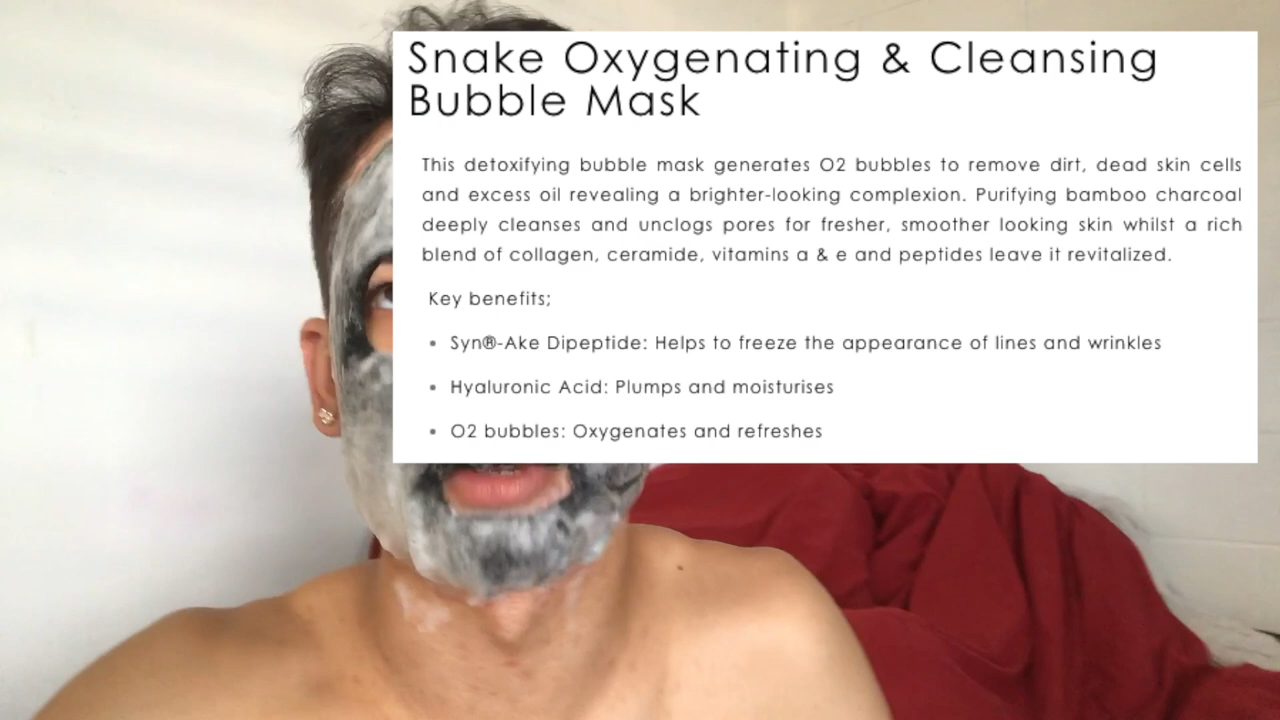 Snake Oxygenating & Cleansing
Bubble Mask
This detoxifying bubble mask generates O2 bubbles to remove dirt, dead skin cells
and excess oil revealing a brighter-looking complexion. Purifying bamboo charcoal
deeply cleanses and unclogs pores for fresher, smoother looking skin whilst a rich
blend of collagen, ceramide, vitamins a & e and peptides leave it revitalized.
Key benefits;
• Syn®-Ake Dipeptide: Helps to freeze the appearance of lines and wrinkles
• Hyaluronic Acid: Plumps and moisturises
• O2 bubbles: Oxygenates and refreshes